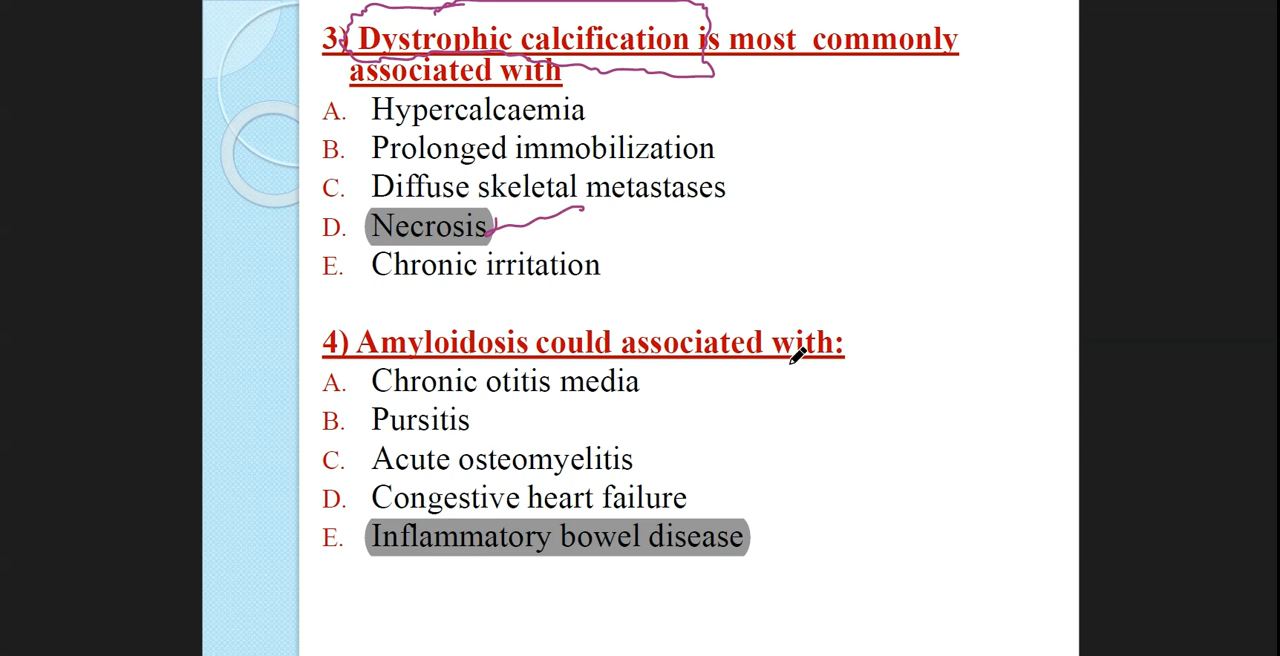 3) Dystrophic calcification is most commonly
associated with
A. Hypercalcaemia
B. Prolonged immobilization
C. Diffuse skeletal metastases
D. Necrosis
E. Chronic irritation
4) Amyloidosis could associated with:
A. Chronic otitis media
B. Pursitis
C. Acute osteomyelitis
D. Congestive heart failure
E. Inflammatory bowel disease